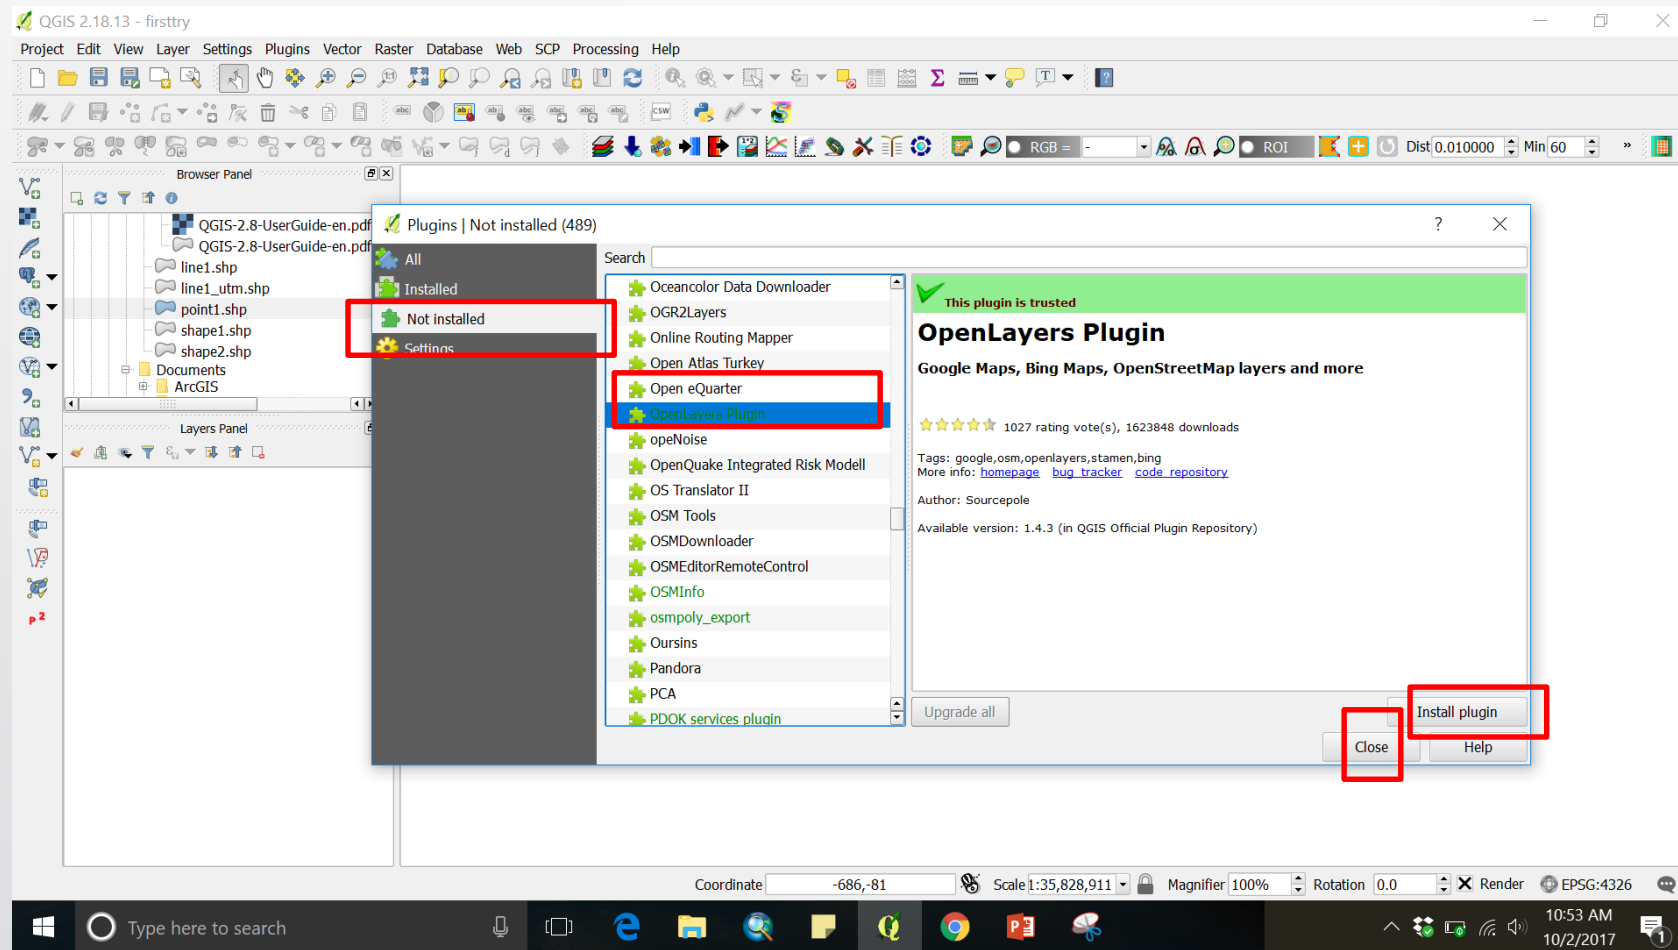 QGIS 2.18.13 - firsttry
Project Edit View Layer Settings Plugins Vector Raster Database Web SCP Processing Help
RGB = - ROI Dist 0.010000 Min 60 »
Browser Panel
QGIS-2.8-UserGuide-en.pdf
QGIS-2.8-UserGuide-en.pdf
line1.shp
line1_utm.shp
point1.shp
shape1.shp
shape2.shp
Documents
ArcGIS
Layers Panel
Plugins | Not installed (489)
All
Installed
Not installed
Settings
Search
Oceancolor Data Downloader
OGR2Layers
Online Routing Mapper
Open Atlas Turkey
Open eQuarter
OpenLayers Plugin
opeNoise
OpenQuake Integrated Risk Modell
OS Translator II
OSM Tools
OSMDownloader
OSMEditorRemoteControl
OSMInfo
osmpoly_export
Oursins
Pandora
PCA
PDOK services plugin
This plugin is trusted
OpenLayers Plugin
Google Maps, Bing Maps, OpenStreetMap layers and more
1027 rating vote(s), 1623848 downloads
Tags: google,osm,openlayers,stamen,bing
More info: homepage bug_tracker code_repository
Author: Sourcepole
Available version: 1.4.3 (in QGIS Official Plugin Repository)
Upgrade all
Install plugin
Close
Help
Coordinate -686,-81 Scale 1:35,828,911 Magnifier 100% Rotation 0.0 Render EPSG:4326
Type here to search
10:53 AM
10/2/2017